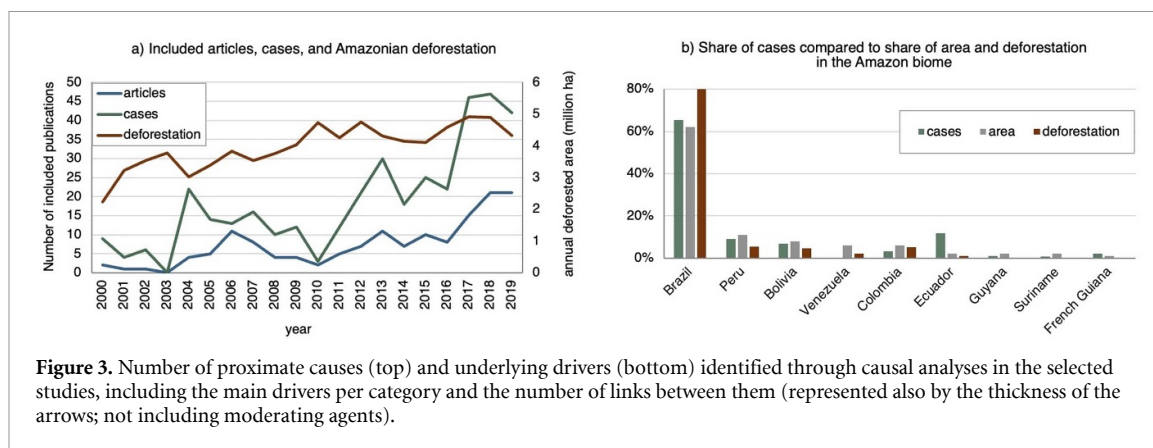 a) Included articles, cases, and Amazonian deforestation
Number of included publications
50
45
40
35
30
25
20
15
10
5
0
articles
cases
deforestation
6
5
4
3
2
1
0
annual deforested area (million ha)
2000
2001
2002
2003
2004
2005
2006
2007
2008
2009
2010
2011
2012
2013
2014
2015
2016
2017
2018
2019
year
b) Share of cases compared to share of area and deforestation
in the Amazon biome
80%
60%
40%
20%
0%
cases
area
deforestation
Brazil
Peru
Bolivia
Venezuela
Colombia
Ecuador
Guyana
Suriname
French Guiana
Figure 3. Number of proximate causes (top) and underlying drivers (bottom) identified through causal analyses in the selected
studies, including the main drivers per category and the number of links between them (represented also by the thickness of the
arrows; not including moderating agents).